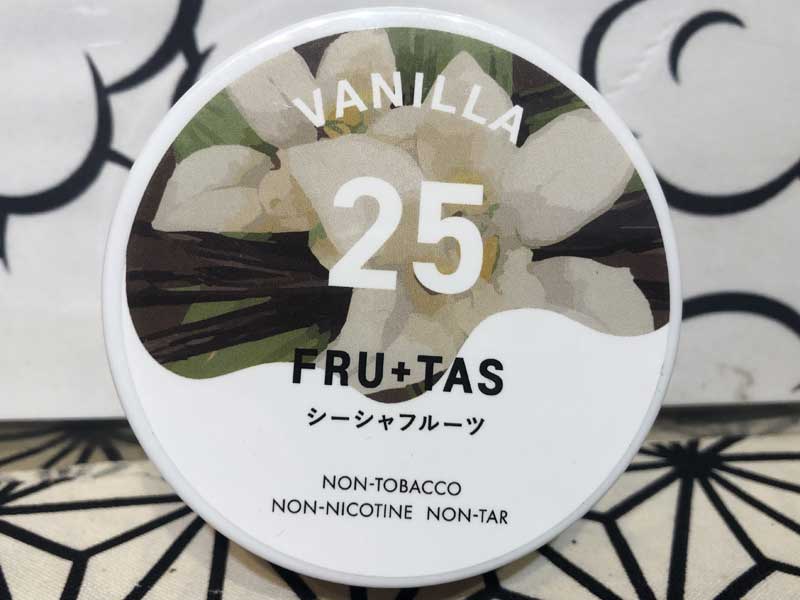 VANILLA
25
FRU+TAS
シーシャフルーツ
NON-TOBACCO
NON-NICOTINE NON-TAR